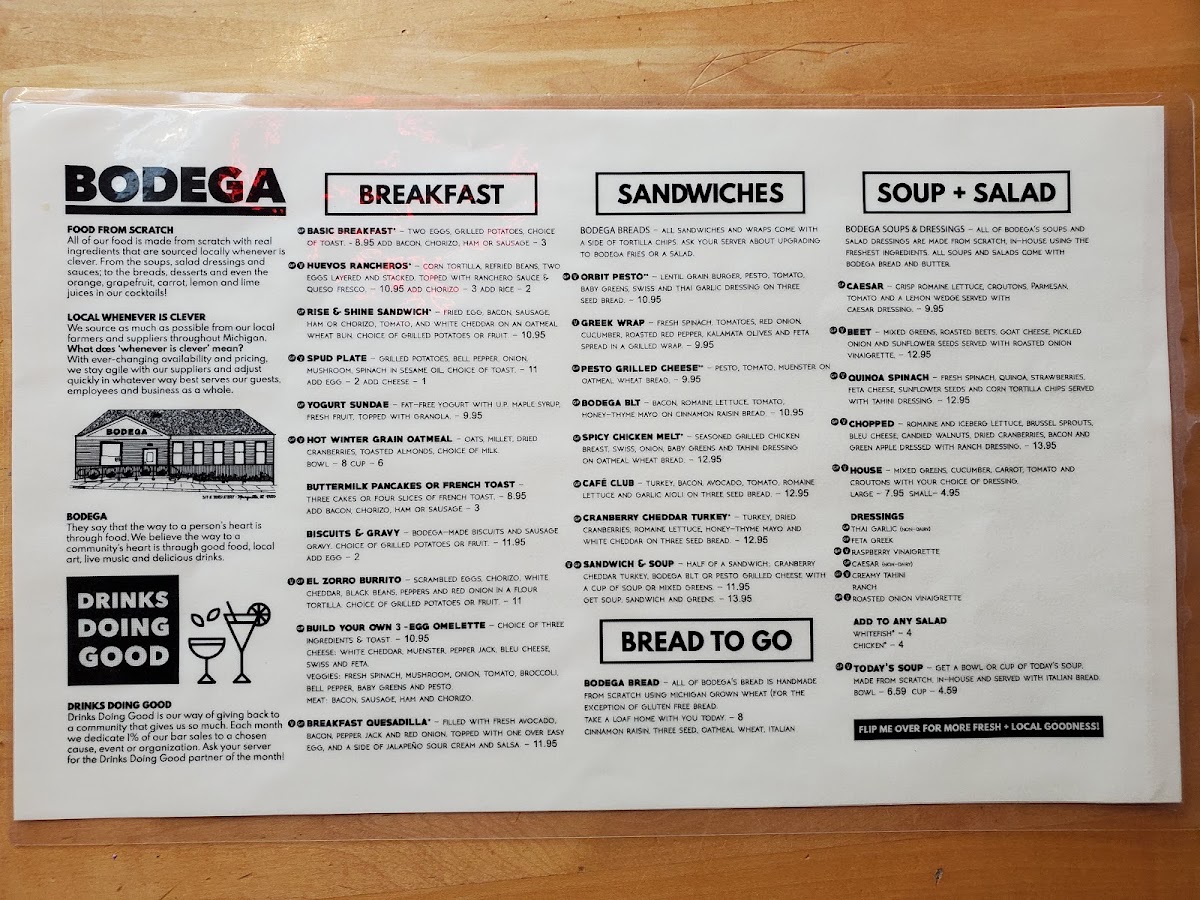 BODEGA
FOOD FROM SCRATCH
All of our food is made from scratch with real
ingredients that are sourced locally whenever is
clever. From the soups, salad dressings and
sauces; to the breads, desserts and even the
orange, grapefruit, carrot, lemon and lime
juices in our cocktails!
LOCAL WHENEVER IS CLEVER
We source as much as possible from our local
farmers and suppliers throughout Michigan.
What does 'whenever is clever' mean?
With ever-changing availability and pricing,
we stay agile with our suppliers and adjust
quickly in whatever way best serves our guests,
employees and business as a whole.
BODEGA
BODEGA
They say that the way to a person's heart is
through food. We believe the way to a
community's heart is through good food, local
art, live music and delicious drinks.
DRINKS
DOING
GOOD
DRINKS DOING GOOD
Drinks Doing Good is our way of giving back to
a community that gives us so much. Each month
we dedicate 1% of our bar sales to a chosen
cause, event or organization. Ask your server
for the Drinks Doing Good partner of the month!
BREAKFAST
BASIC BREAKFAST* – TWO EGGS, GRILLED POTATOES, CHOICE
OF TOAST. - 8.95 ADD BACON, CHORIZO, HAM OR SAUSAGE – 3
HUEVOS RANCHEROS* – CORN TORTILLA, REFRIED BEANS, TWO
EGGS LAYERED AND STACKED, TOPPED WITH RANCHERO SAUCE &
QUESO FRESCO. – 10.95 ADD CHORIZO – 3 ADD RICE – 2
RISE & SHINE SANDWICH* – FRIED EGG, BACON, SAUSAGE,
HAM OR CHORIZO, TOMATO, AND WHITE CHEDDAR ON AN OATMEAL
WHEAT BUN. CHOICE OF GRILLED POTATOES OR FRUIT – 10.95
SPUD PLATE – GRILLED POTATOES, BELL PEPPER, ONION,
MUSHROOM, SPINACH IN SESAME OIL, CHOICE OF TOAST. – 11
ADD EGG – 2 ADD CHEESE – 1
YOGURT SUNDAE – FAT-FREE YOGURT WITH U.P. MAPLE SYRUP,
FRESH FRUIT, TOPPED WITH GRANOLA. – 9.95
HOT WINTER GRAIN OATMEAL – OATS, MILLET, DRIED
CRANBERRIES, TOASTED ALMONDS, CHOICE OF MILK.
BOWL – 8 CUP – 6
BUTTERMILK PANCAKES OR FRENCH TOAST –
THREE CAKES OR FOUR SLICES OF FRENCH TOAST. – 8.95
ADD BACON, CHORIZO, HAM OR SAUSAGE – 3
BISCUITS & GRAVY – BODEGA-MADE BISCUITS AND SAUSAGE
GRAVY. CHOICE OF GRILLED POTATOES OR FRUIT. – 11.95
ADD EGG – 2
EL ZORRO BURRITO – SCRAMBLED EGGS, CHORIZO, WHITE
CHEDDAR, BLACK BEANS, PEPPERS AND RED ONION IN A FLOUR
TORTILLA. CHOICE OF GRILLED POTATOES OR FRUIT. – 11
BUILD YOUR OWN 3 -EGG OMELETTE – CHOICE OF THREE
INGREDIENTS & TOAST – 10.95
CHEESE: WHITE CHEDDAR, MUENSTER, PEPPER JACK, BLEU CHEESE,
SWISS AND FETA.
VEGGIES: FRESH SPINACH, MUSHROOM, ONION, TOMATO, BROCCOLI,
BELL PEPPER, BABY GREENS AND PESTO.
MEAT: BACON, SAUSAGE, HAM AND CHORIZO.
BREAKFAST QUESADILLA* – FILLED WITH FRESH AVOCADO,
BACON, PEPPER JACK AND RED ONION, TOPPED WITH ONE OVER EASY
EGG, AND A SIDE OF JALAPEÑO SOUR CREAM AND SALSA – 11.95
SANDWICHES
BODEGA BREADS – ALL SANDWICHES AND WRAPS COME WITH
A SIDE OF TORTILLA CHIPS. ASK YOUR SERVER ABOUT UPGRADING
TO BODEGA FRIES OR A SALAD.
ORBIT PESTO** – LENTIL GRAIN BURGER, PESTO, TOMATO,
BABY GREENS, SWISS AND THAI GARLIC DRESSING ON THREE
SEED BREAD. – 10.95
GREEK WRAP – FRESH SPINACH, TOMATOES, RED ONION,
CUCUMBER, ROASTED RED PEPPER, KALAMATA OLIVES AND FETA
SPREAD IN A GRILLED WRAP. – 9.95
PESTO GRILLED CHEESE** – PESTO, TOMATO, MUENSTER ON
OATMEAL WHEAT BREAD. – 9.95
BODEGA BLT – BACON, ROMAINE LETTUCE, TOMATO,
HONEY-THYME MAYO ON CINNAMON RAISIN BREAD. – 10.95
SPICY CHICKEN MELT* – SEASONED GRILLED CHICKEN
BREAST, SWISS, ONION, BABY GREENS AND TAHINI DRESSING
ON OATMEAL WHEAT BREAD. – 12.95
CAFÉ CLUB – TURKEY, BACON, AVOCADO, TOMATO, ROMAINE
LETTUCE AND GARLIC AIOLI ON THREE SEED BREAD. – 12.95
CRANBERRY CHEDDAR TURKEY* – TURKEY, DRIED
CRANBERRIES, ROMAINE LETTUCE, HONEY-THYME MAYO AND
WHITE CHEDDAR ON THREE SEED BREAD. – 12.95
SANDWICH & SOUP – HALF OF A SANDWICH; CRANBERRY
CHEDDAR TURKEY, BODEGA BLT OR PESTO GRILLED CHEESE WITH
A CUP OF SOUP OR MIXED GREENS. – 11.95
GET SOUP, SANDWICH AND GREENS. – 13.95
BREAD TO GO
BODEGA BREAD – ALL OF BODEGA'S BREAD IS HANDMADE
FROM SCRATCH USING MICHIGAN GROWN WHEAT (FOR THE
EXCEPTION OF GLUTEN FREE BREAD.
TAKE A LOAF HOME WITH YOU TODAY. – 8
CINNAMON RAISIN, THREE SEED, OATMEAL WHEAT, ITALIAN
SOUP + SALAD
BODEGA SOUPS & DRESSINGS – ALL OF BODEGA'S SOUPS AND
SALAD DRESSINGS ARE MADE FROM SCRATCH, IN-HOUSE USING THE
FRESHEST INGREDIENTS. ALL SOUPS AND SALADS COME WITH
BODEGA BREAD AND BUTTER.
CAESAR – CRISP ROMAINE LETTUCE, CROUTONS, PARMESAN,
TOMATO AND A LEMON WEDGE SERVED WITH
CAESAR DRESSING. – 9.95
BEET – MIXED GREENS, ROASTED BEETS, GOAT CHEESE, PICKLED
ONION AND SUNFLOWER SEEDS SERVED WITH ROASTED ONION
VINAIGRETTE, – 12.95
QUINOA SPINACH – FRESH SPINACH, QUINOA, STRAWBERRIES,
FETA CHEESE, SUNFLOWER SEEDS AND CORN TORTILLA CHIPS SERVED
WITH TAHINI DRESSING. – 12.95
CHOPPED – ROMAINE AND ICEBERG LETTUCE, BRUSSEL SPROUTS,
BLEU CHEESE, CANDIED WALNUTS, DRIED CRANBERRIES, BACON AND
GREEN APPLE DRESSED WITH RANCH DRESSING. – 13.95
HOUSE – MIXED GREENS, CUCUMBER, CARROT, TOMATO AND
CROUTONS WITH YOUR CHOICE OF DRESSING.
LARGE – 7.95 SMALL– 4.95
DRESSINGS
THAI GARLIC (NON-DAIRY)
FETA GREEK
RASPBERRY VINAIGRETTE
CAESAR (NON-DAIRY)
CREAMY TAHINI
RANCH
ROASTED ONION VINAIGRETTE
ADD TO ANY SALAD
WHITEFISH* – 4
CHICKEN* – 4
TODAY'S SOUP – GET A BOWL OR CUP OF TODAY'S SOUP,
MADE FROM SCRATCH, IN-HOUSE AND SERVED WITH ITALIAN BREAD.
BOWL – 6.59 CUP – 4.59
FLIP ME OVER FOR MORE FRESH + LOCAL GOODNESS!